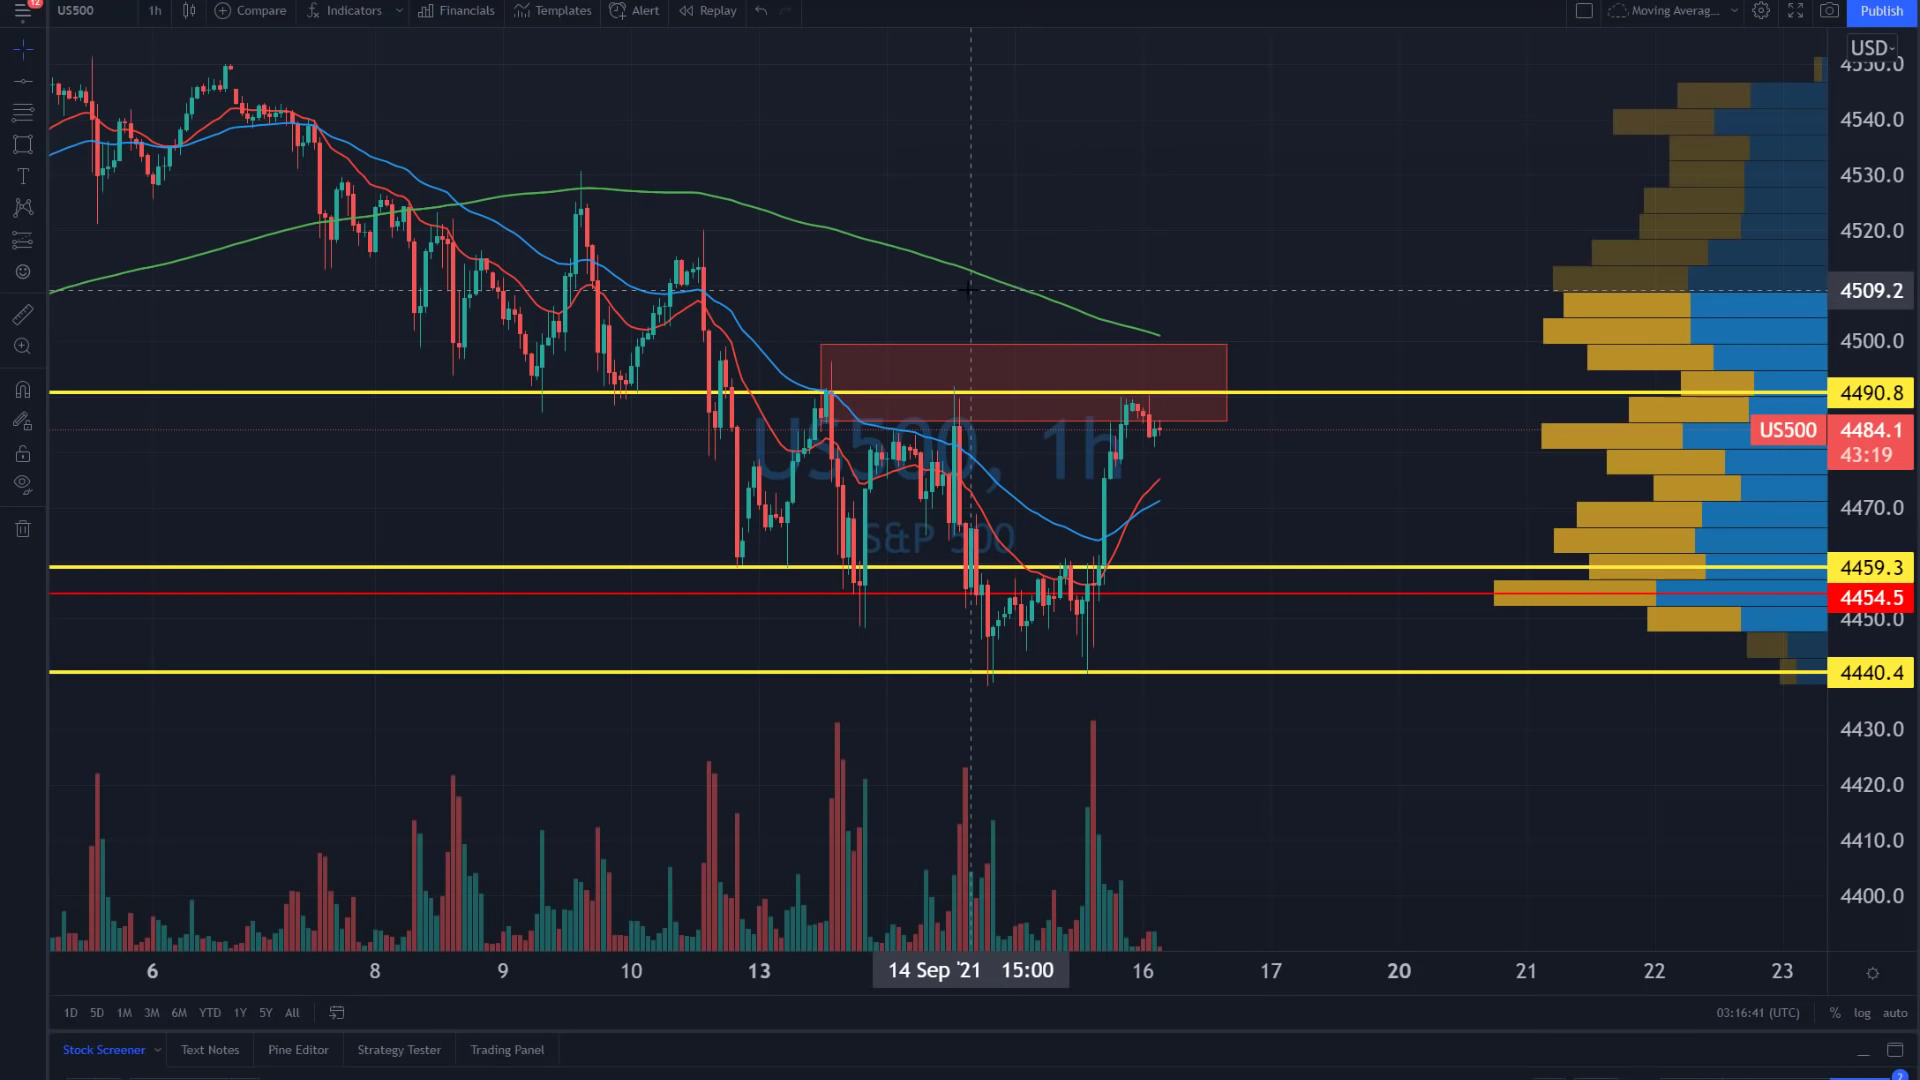 12
US500 1h Compare Indicators Financials Templates Alert Replay Moving Averag... Publish
USD
4550.0
4540.0
4530.0
4520.0
4509.2
4500.0
4490.8
US500 4484.1
43:19
4470.0
4459.3
4454.5
4450.0
4440.4
4430.0
4420.0
4410.0
4400.0
US500, 1h
S&P 500
6 8 9 10 13 14 Sep '21 15:00 16 17 20 21 22 23
1D 5D 1M 3M 6M YTD 1Y 5Y All 03:16:41 (UTC) % log auto
Stock Screener Text Notes Pine Editor Strategy Tester Trading Panel
2